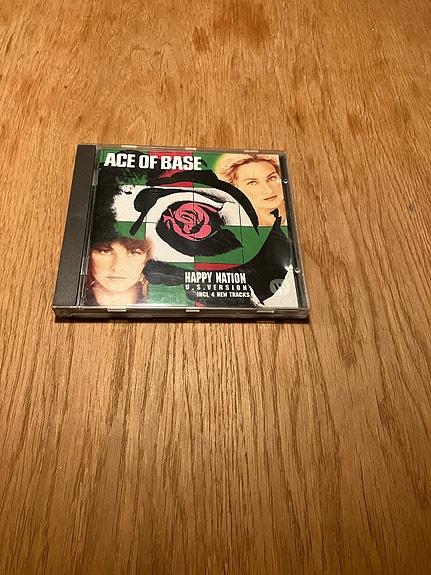 ACE OF BASE
HAPPY NATION
U.S.VERSION
INCL 4 NEW TRACKS